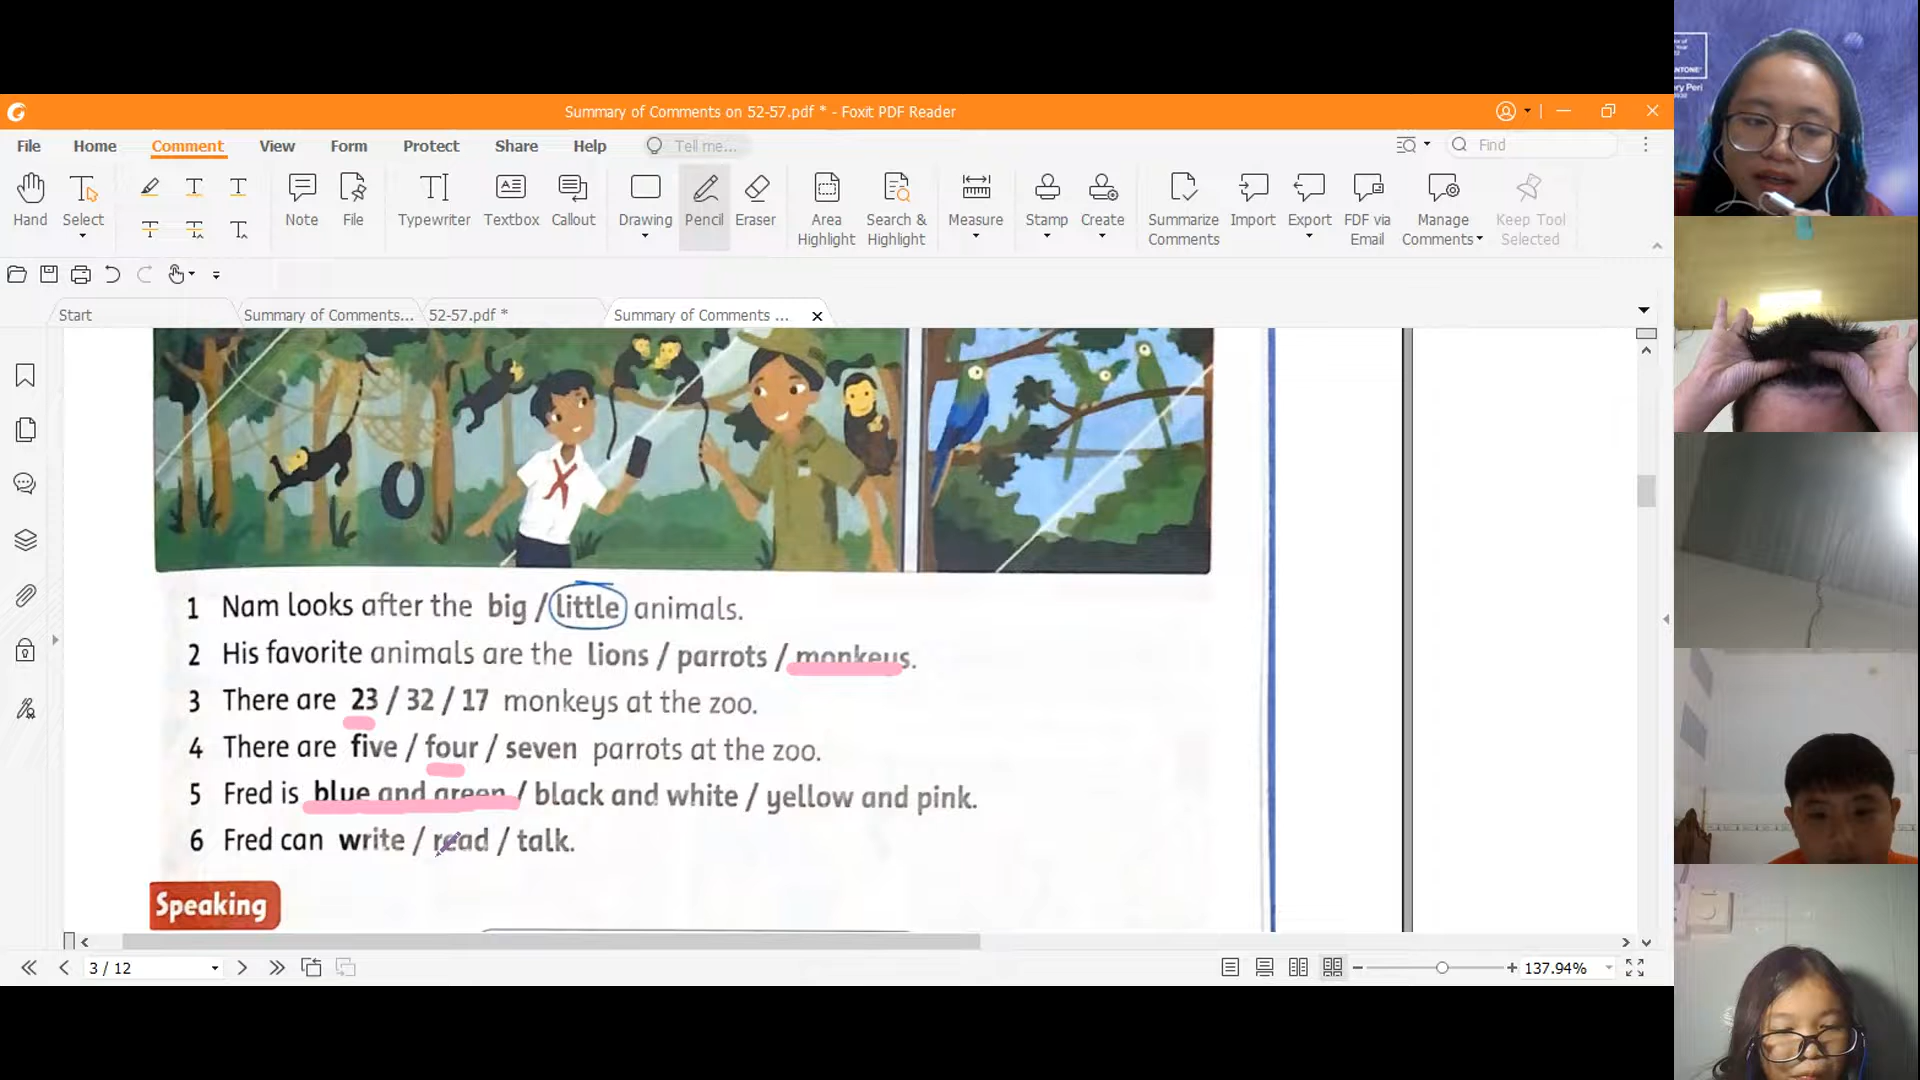 Summary of Comments on 52-57.pdf * - Foxit PDF Reader
File Home Comment View Form Protect Share Help Tell me... Find
Hand Select Note File Typewriter Textbox Callout Drawing Pencil Eraser Area Highlight Search & Highlight Measure Stamp Create Summarize Comments Import Export FDF via Email Manage Comments Keep Tool Selected
Start Summary of Comments... 52-57.pdf * Summary of Comments ...
1 Nam looks after the big / little animals.
2 His favorite animals are the lions / parrots / monkeys.
3 There are 23 / 32 / 17 monkeys at the zoo.
4 There are five / four / seven parrots at the zoo.
5 Fred is blue and green / black and white / yellow and pink.
6 Fred can write / read / talk.
Speaking
3 / 12
137.94%